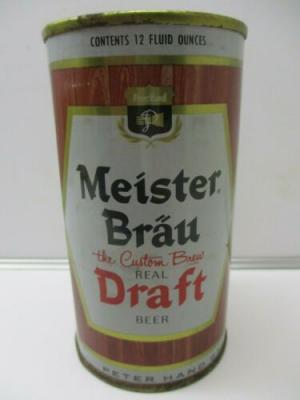 CONTENTS 12 FLUID OUNCES
Meister
Bräu
the Custom Brew
REAL
Draft
BEER
PETER HAND